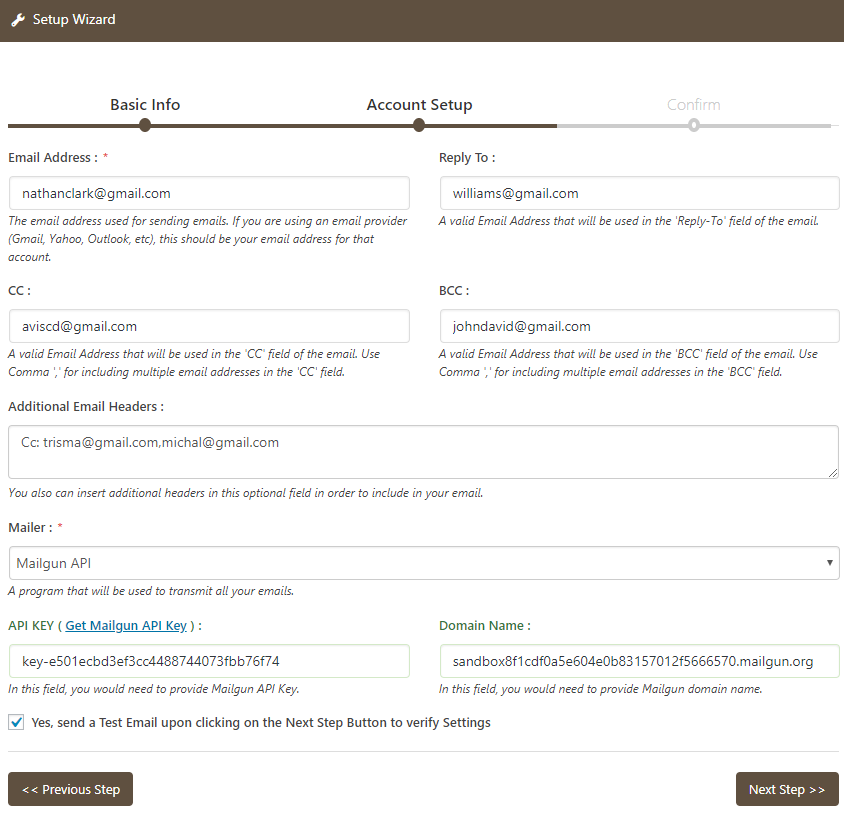 Setup Wizard
Basic Info
Account Setup
Confirm
Email Address : *
Reply To :
nathanclark@gmail.com
williams@gmail.com
The email address used for sending emails. If you are using an email provider
(Gmail, Yahoo, Outlook, etc), this should be your email address for that
account.
A valid Email Address that will be used in the 'Reply-To' field of the email.
CC :
BCC :
aviscd@gmail.com
johndavid@gmail.com
A valid Email Address that will be used in the 'CC' field of the email. Use
Comma ',' for including multiple email addresses in the 'CC' field.
A valid Email Address that will be used in the 'BCC' field of the email. Use
Comma ',' for including multiple email addresses in the 'BCC' field.
Additional Email Headers :
Cc: trisma@gmail.com,michal@gmail.com
You also can insert additional headers in this optional field in order to include in your email.
Mailer : *
Mailgun API
A program that will be used to transmit all your emails.
API KEY ( Get Mailgun API Key ) :
Domain Name :
key-e501ecbd3ef3cc4488744073fbb76f74
sandbox8f1cdf0a5e604e0b83157012f5666570.mailgun.org
In this field, you would need to provide Mailgun API Key.
In this field, you would need to provide Mailgun domain name.
Yes, send a Test Email upon clicking on the Next Step Button to verify Settings
<< Previous Step
Next Step >>